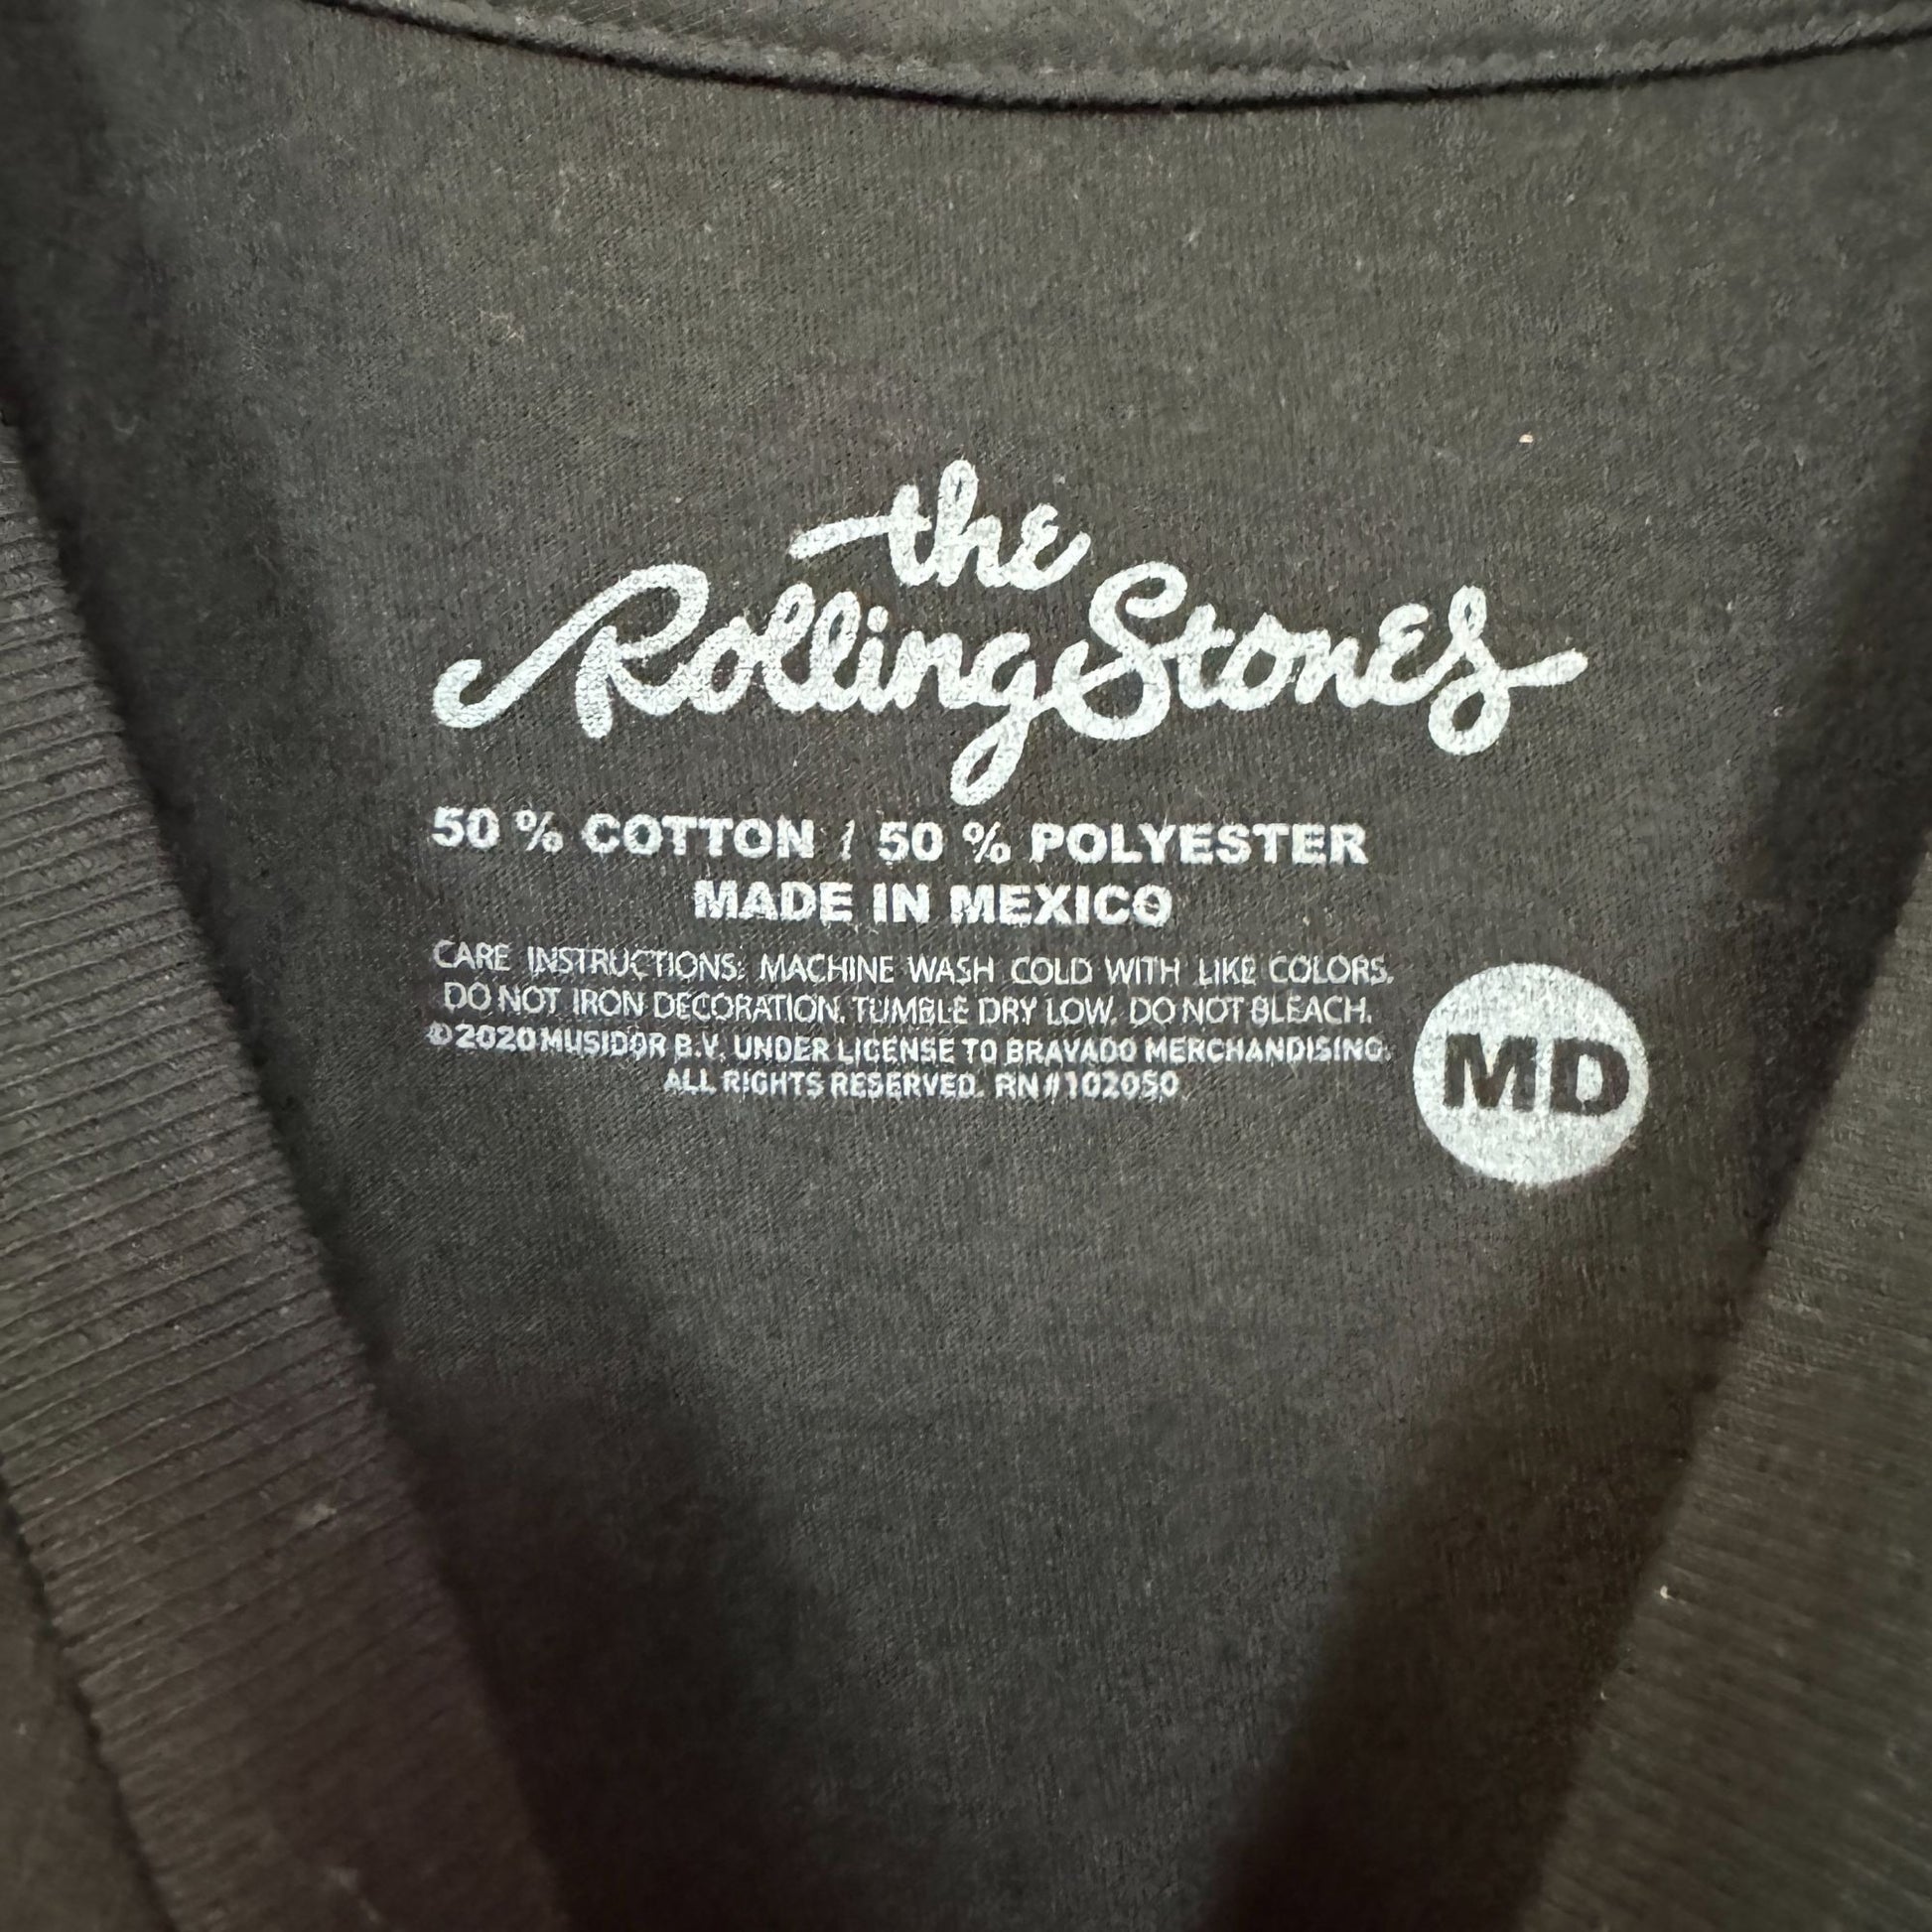 the
Rolling Stones
50 % COTTON / 50 % POLYESTER
MADE IN MEXICO
CARE INSTRUCTIONS: MACHINE WASH COLD WITH LIKE COLORS.
DO NOT IRON DECORATION. TUMBLE DRY LOW. DO NOT BLEACH.
©2020 MUSIDOR B.V. UNDER LICENSE TO BRAVADO MERCHANDISING.
ALL RIGHTS RESERVED. RN#102050
MD